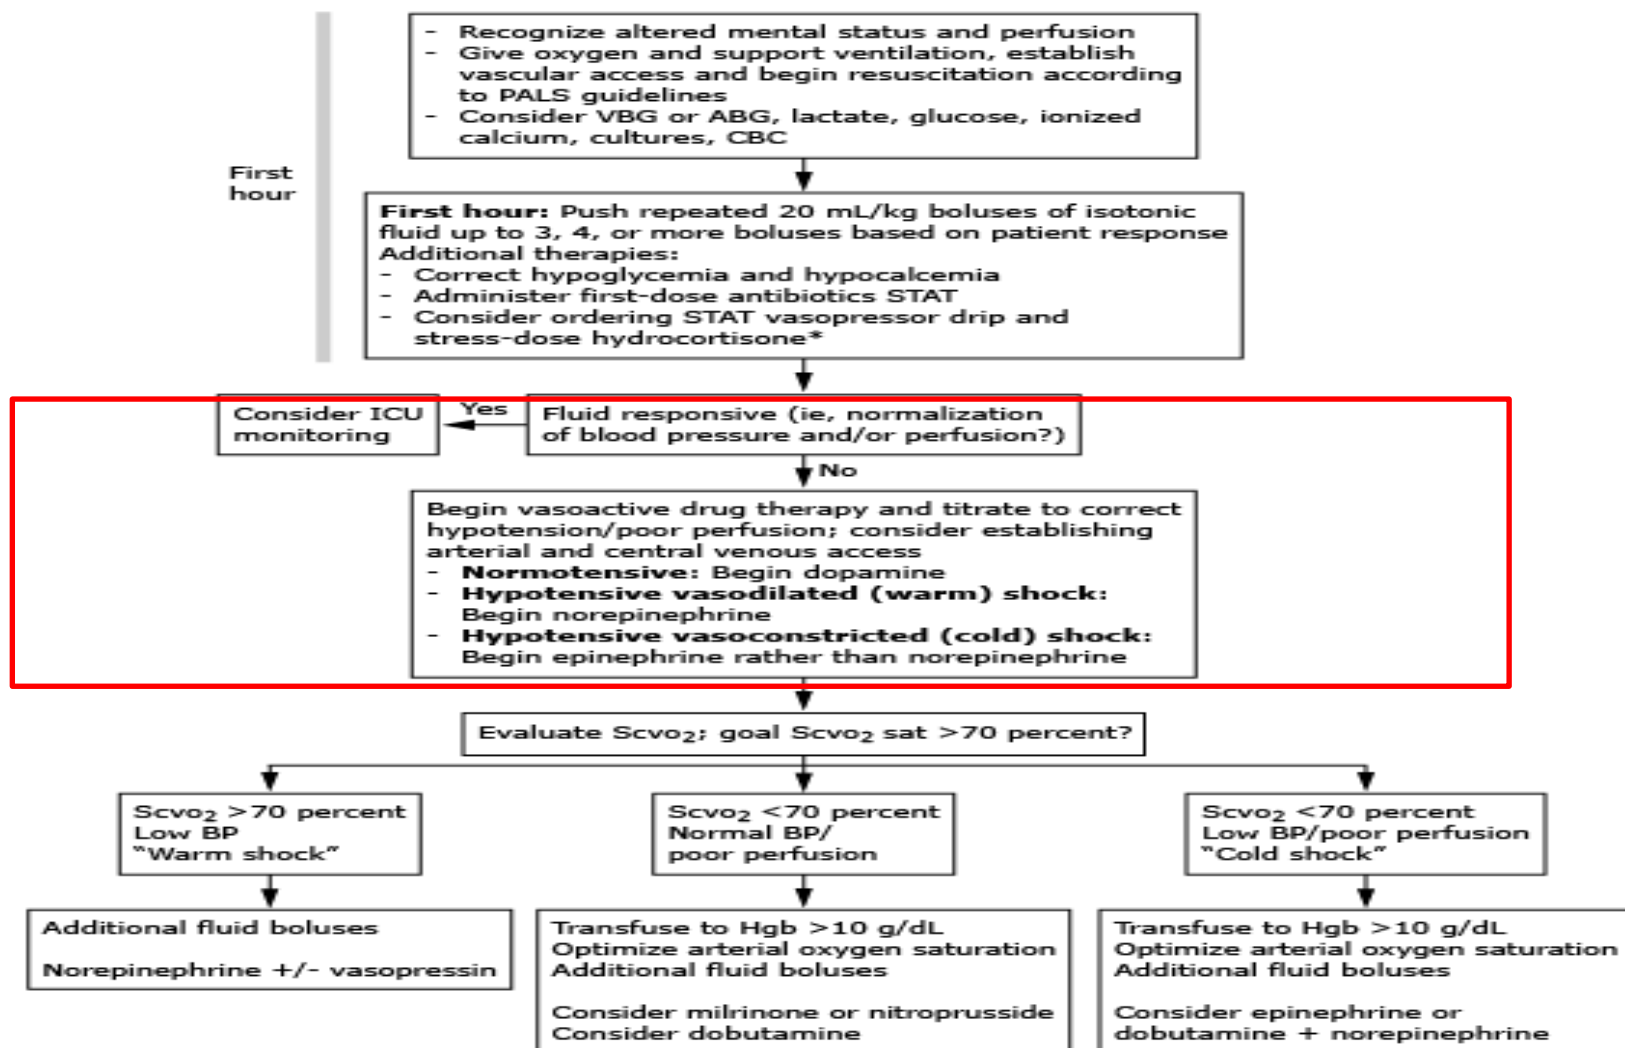 - Recognize altered mental status and perfusion
- Give oxygen and support ventilation, establish
vascular access and begin resuscitation according
to PALS guidelines
- Consider VBG or ABG, lactate, glucose, ionized
calcium, cultures, CBC
First
hour
First hour: Push repeated 20 mL/kg boluses of isotonic
fluid up to 3, 4, or more boluses based on patient response
Additional therapies:
- Correct hypoglycemia and hypocalcemia
- Administer first-dose antibiotics STAT
- Consider ordering STAT vasopressor drip and
stress-dose hydrocortisone*
Consider ICU
monitoring
Yes
Fluid responsive (ie, normalization
of blood pressure and/or perfusion?)
No
Begin vasoactive drug therapy and titrate to correct
hypotension/poor perfusion; consider establishing
arterial and central venous access
- Normotensive: Begin dopamine
- Hypotensive vasodilated (warm) shock:
Begin norepinephrine
- Hypotensive vasoconstricted (cold) shock:
Begin epinephrine rather than norepinephrine
Evaluate Scvo₂; goal Scvo₂ sat >70 percent?
Scvo₂ >70 percent
Low BP
"Warm shock"
Scvo₂ <70 percent
Normal BP/
poor perfusion
Scvo₂ <70 percent
Low BP/poor perfusion
"Cold shock"
Additional fluid boluses
Norepinephrine +/- vasopressin
Transfuse to Hgb >10 g/dL
Optimize arterial oxygen saturation
Additional fluid boluses
Consider milrinone or nitroprusside
Consider dobutamine
Transfuse to Hgb >10 g/dL
Optimize arterial oxygen saturation
Additional fluid boluses
Consider epinephrine or
dobutamine + norepinephrine